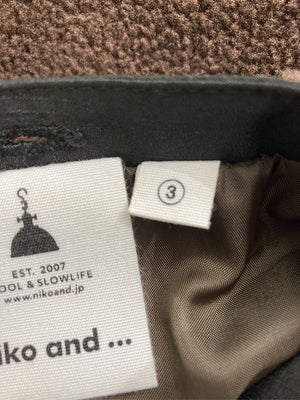 3
EST. 2007
OOL & SLOWLIFE
www.nikoand.jp
iko and ...